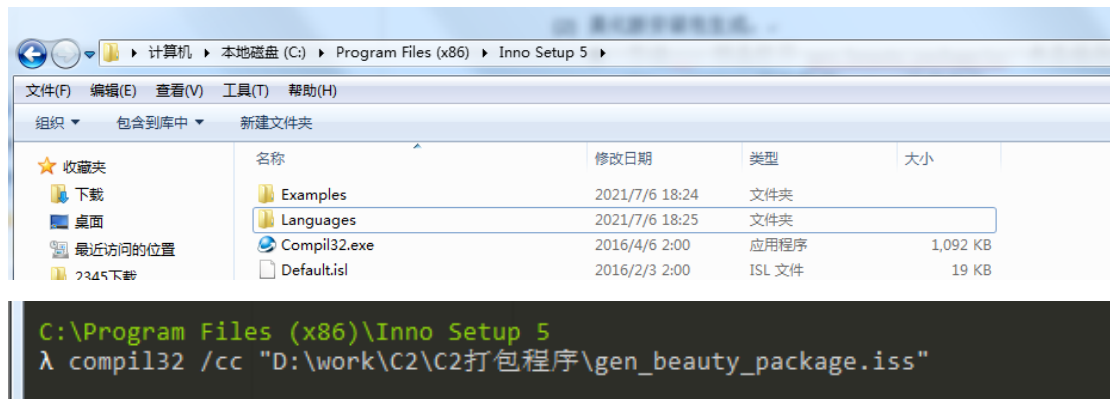 计算机 ▸ 本地磁盘 (C:) ▸ Program Files (x86) ▸ Inno Setup 5 ▸
文件(F) 编辑(E) 查看(V) 工具(T) 帮助(H)
组织 ▼ 包含到库中 ▼ 新建文件夹
收藏夹
下载
桌面
最近访问的位置
2345下载
名称 修改日期 类型 大小
Examples 2021/7/6 18:24 文件夹
Languages 2021/7/6 18:25 文件夹
Compil32.exe 2016/4/6 2:00 应用程序 1,092 KB
Default.isl 2016/2/3 2:00 ISL 文件 19 KB
C:\Program Files (x86)\Inno Setup 5
λ compil32 /cc "D:\work\C2\C2打包程序\gen_beauty_package.iss"